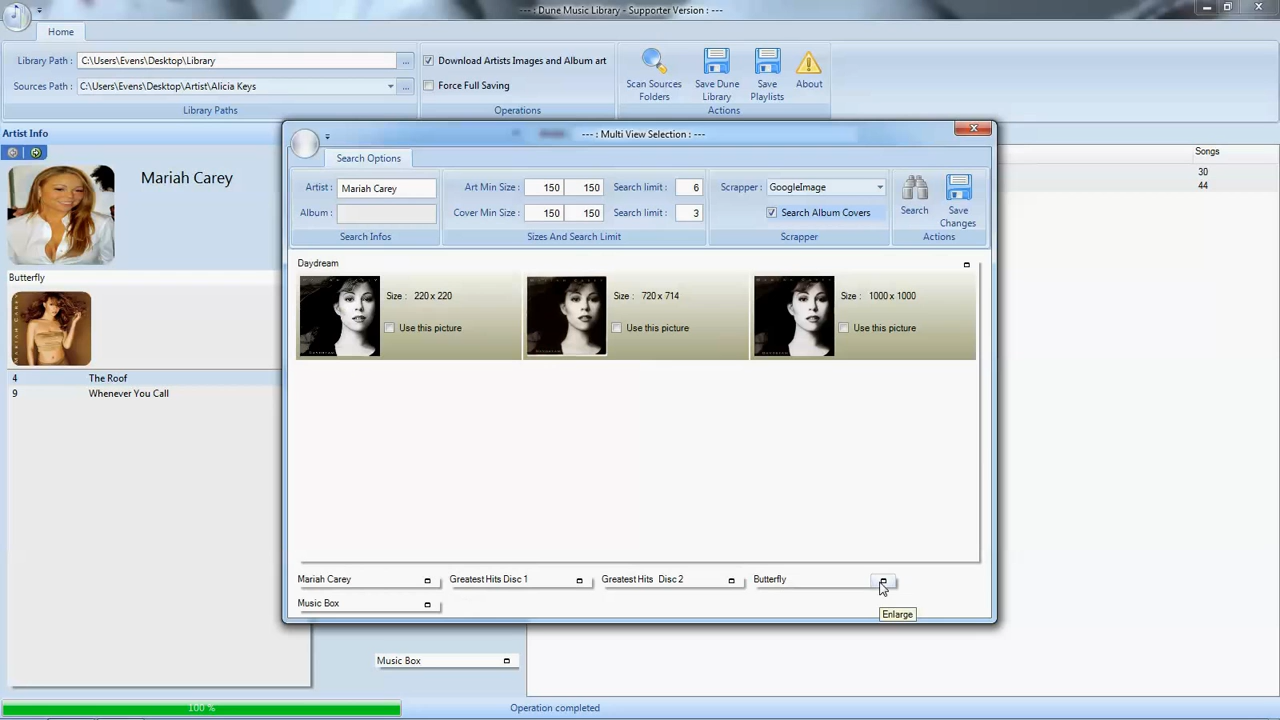 --- : Dune Music Library - Supporter Version : ---
Home
Library Path : C:\Users\Evens\Desktop\Library ...
Sources Path : C:\Users\Evens\Desktop\Artist\Alicia Keys ...
Library Paths
Download Artists Images and Album art
Force Full Saving
Operations
Scan Sources Folders
Save Dune Library
Save Playlists
About
Actions
Artist Info
Mariah Carey
Butterfly
4 The Roof
9 Whenever You Call
Songs
30
44
--- : Multi View Selection : ---
Search Options
Artist : Mariah Carey
Album :
Search Infos
Art Min Size : 150 150 Search limit : 6
Cover Min Size : 150 150 Search limit : 3
Sizes And Search Limit
Scrapper : GoogleImage
Search Album Covers
Scrapper
Search
Save Changes
Actions
Daydream
Size : 220 x 220
Use this picture
Size : 720 x 714
Use this picture
Size : 1000 x 1000
Use this picture
Mariah Carey
Greatest Hits Disc 1
Greatest Hits Disc 2
Butterfly
Music Box
Enlarge
Music Box
100 %
Operation completed